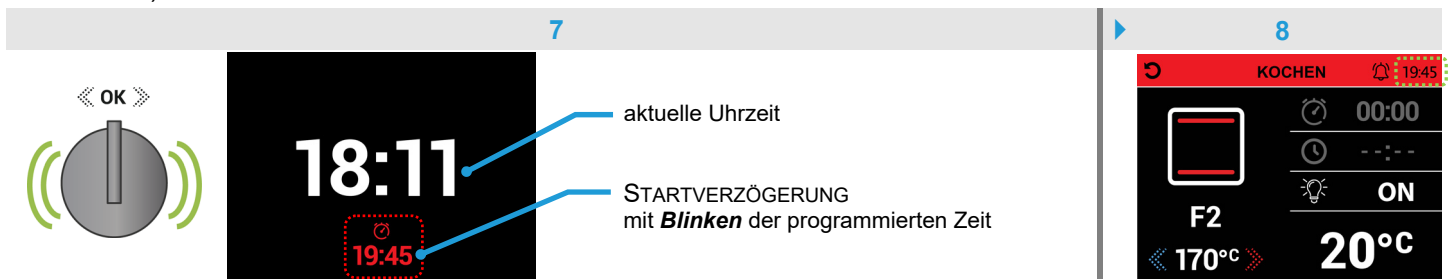 7
8
OK
18:11
19:45
aktuelle Uhrzeit
STARTVERZÖGERUNG
mit Blinken der programmierten Zeit
KOCHEN 19:45
00:00
--:--
ON
F2
170°C
20°C